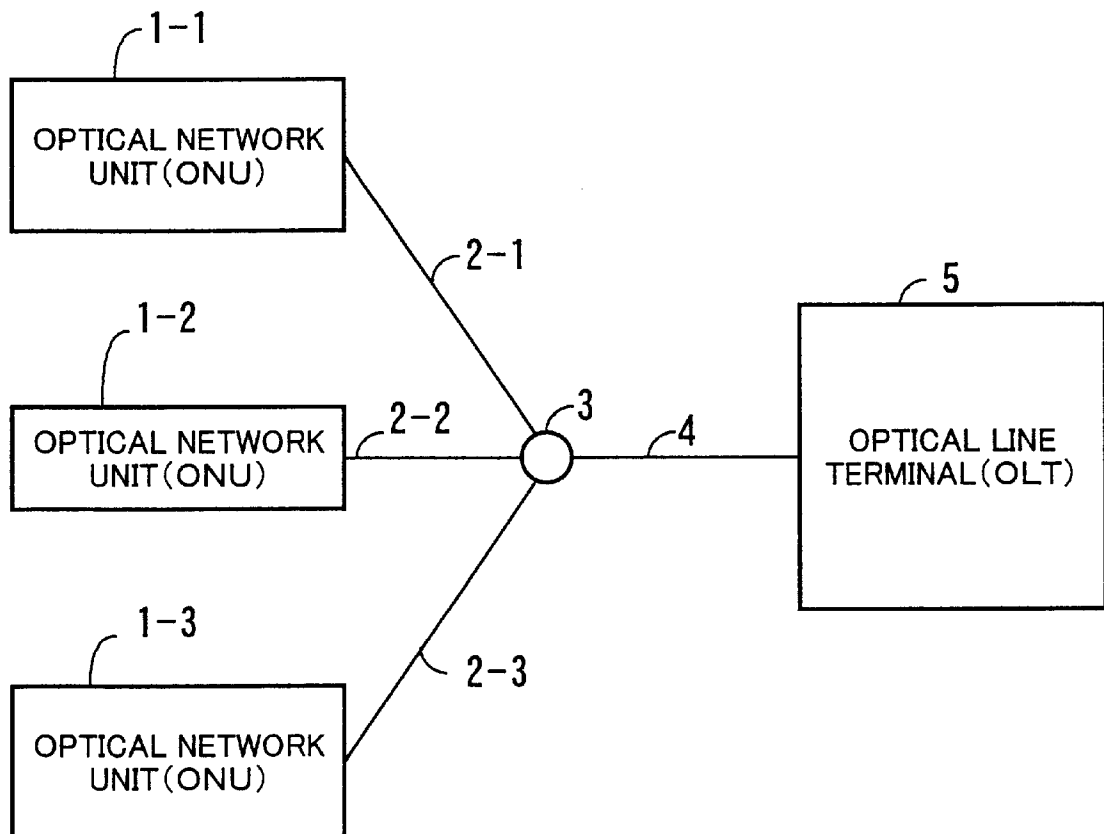 1-1
OPTICAL NETWORK
UNIT(ONU)
2-1
5
1-2
OPTICAL NETWORK
UNIT(ONU)
2-2
3
4
OPTICAL LINE
TERMINAL(OLT)
1-3
2-3
OPTICAL NETWORK
UNIT(ONU)